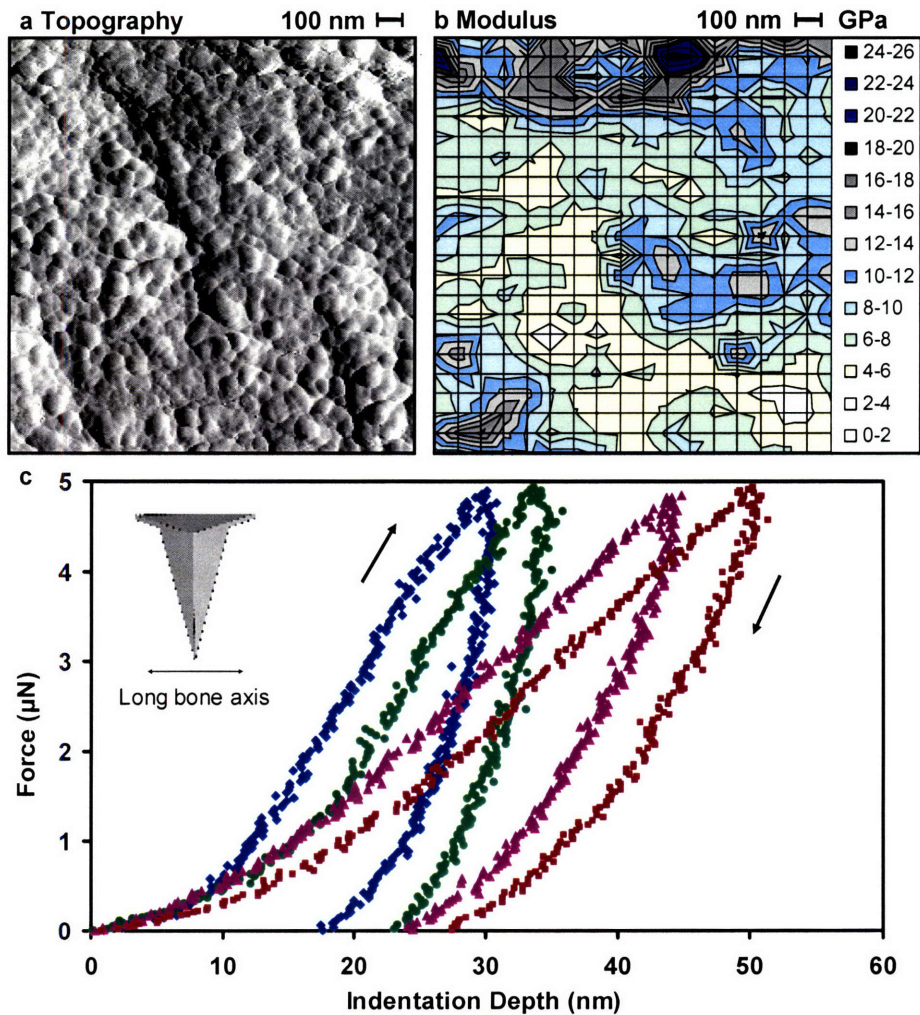 a Topography 100 nm
b Modulus 100 nm GPa
24-26
22-24
20-22
18-20
16-18
14-16
12-14
10-12
8-10
6-8
4-6
2-4
0-2
c
5
4
3
2
1
0
Force (µN)
Long bone axis
0 10 20 30 40 50 60
Indentation Depth (nm)